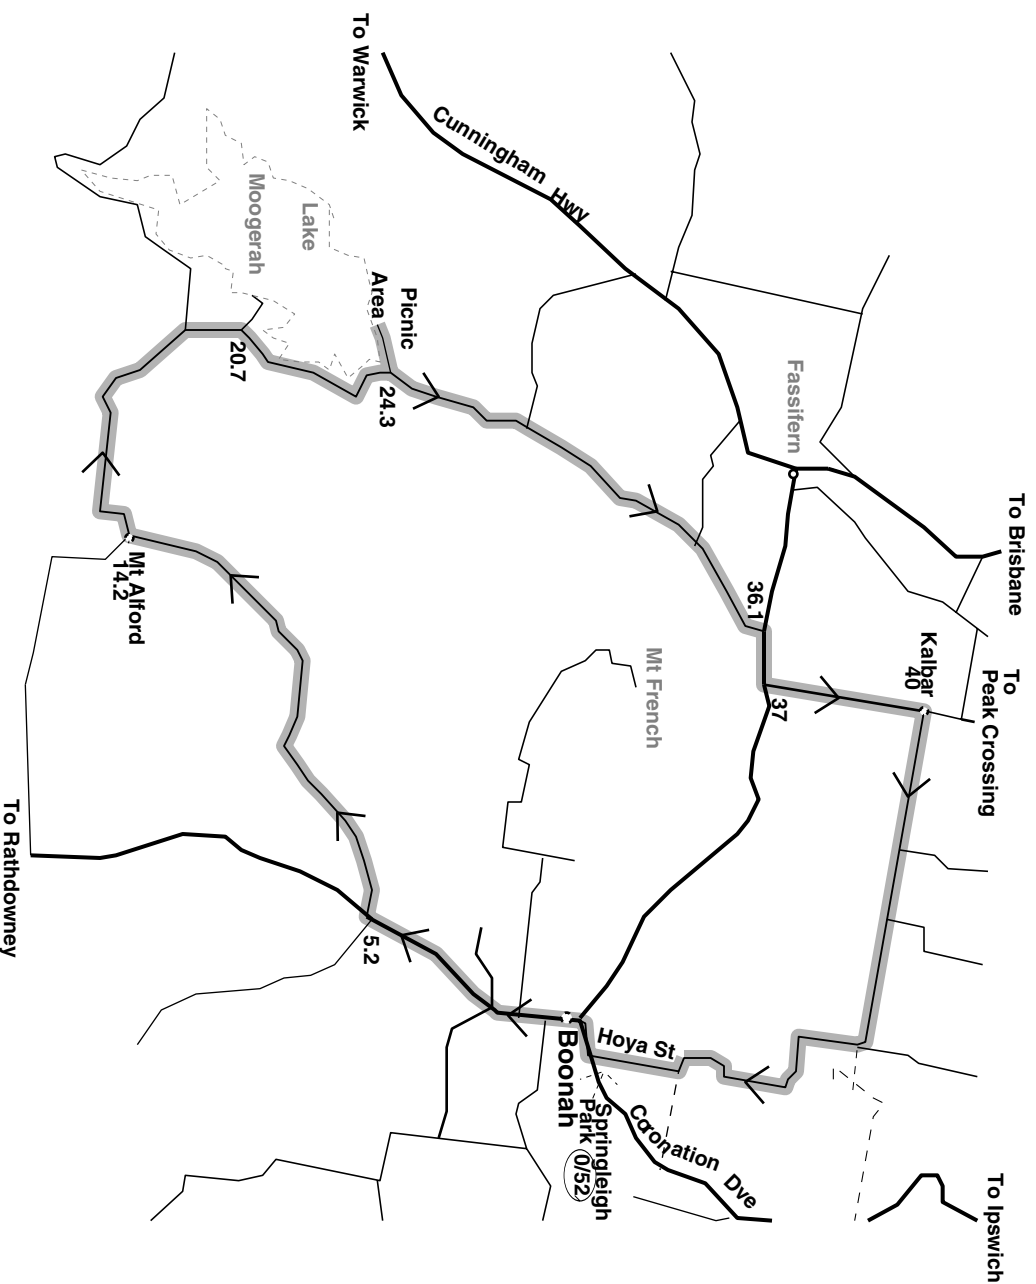 To Warwick
Cunningham Hwy
Lake
Moogerah
Picnic
Area
20.7
24.3
Fassifern
To Brisbane
36.1
37
Kalbar
40
To
Peak Crossing
Mt French
Mt Alford
14.2
To Rathdowney
5.2
Boonah
Hoya St
Springleigh
Park 0/52
Coronation Dve
To Ipswich